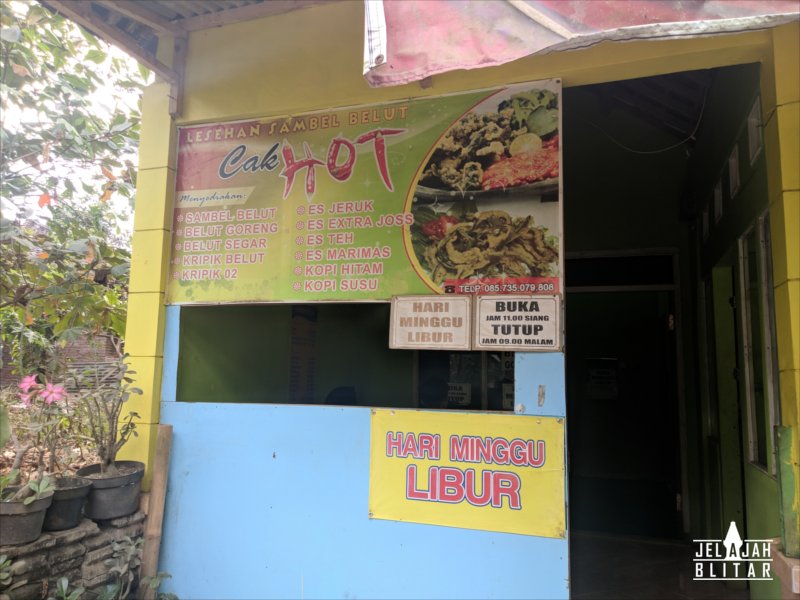 LESEHAN SAMBEL BELUT
Cak HOT
Menyediakan:
* SAMBEL BELUT
* BELUT GORENG
* BELUT SEGAR
* KRIPIK BELUT
* KRIPIK 02
* ES JERUK
* ES EXTRA JOSS
* ES TEH
* ES MARIMAS
* KOPI HITAM
* KOPI SUSU
TELP. 085.735 079 808
HARI
MINGGU
LIBUR
BUKA
JAM 11.00 SIANG
TUTUP
JAM 09.00 MALAM
HARI MINGGU
LIBUR
JELAJAH
BLITAR